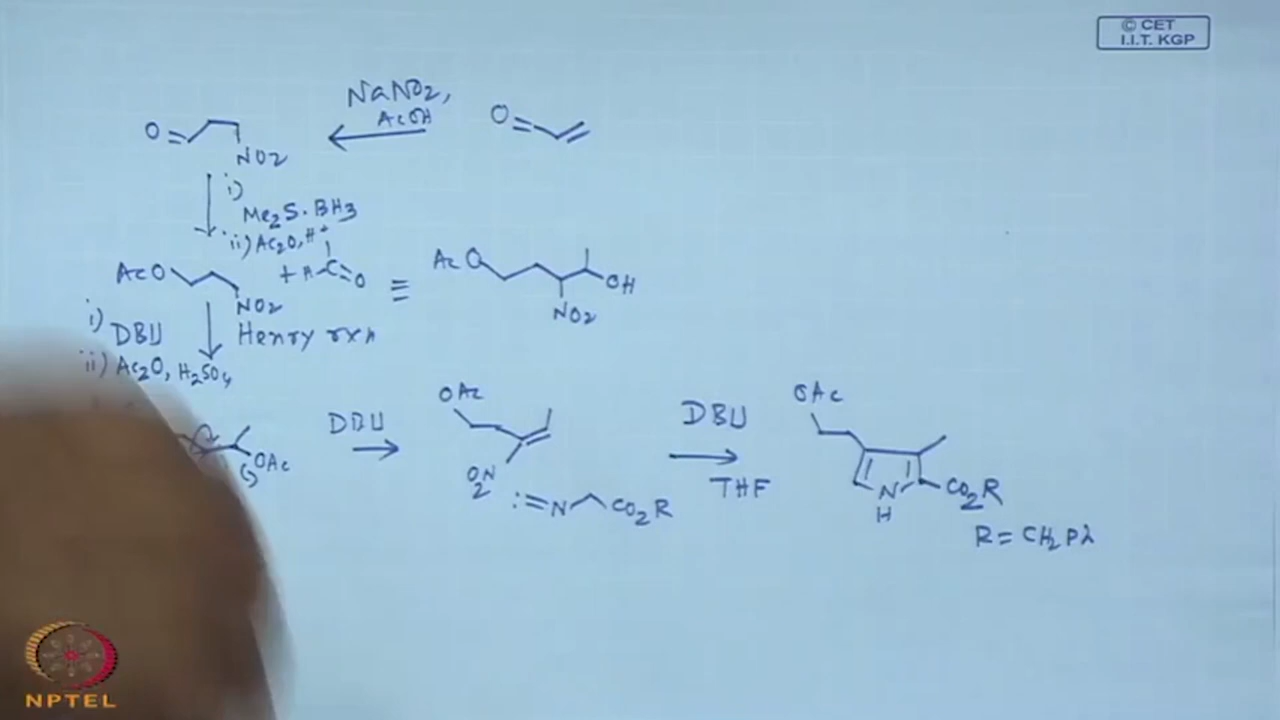 © CET
I.I.T. KGP
NaNO2,
AcOH
O
O
NO2
i)
Me2S·BH3
ii) Ac2O, H+
AcO
+ H C O
≡
AcO
OH
NO2
NO2
i) DBU
Henry rxn
ii) Ac2O, H2SO4
OAc
DBU
OAc
O2N
:=N CO2R
DBU
THF
OAc
N
H
CO2R
R = CH2Ph
NPTEL